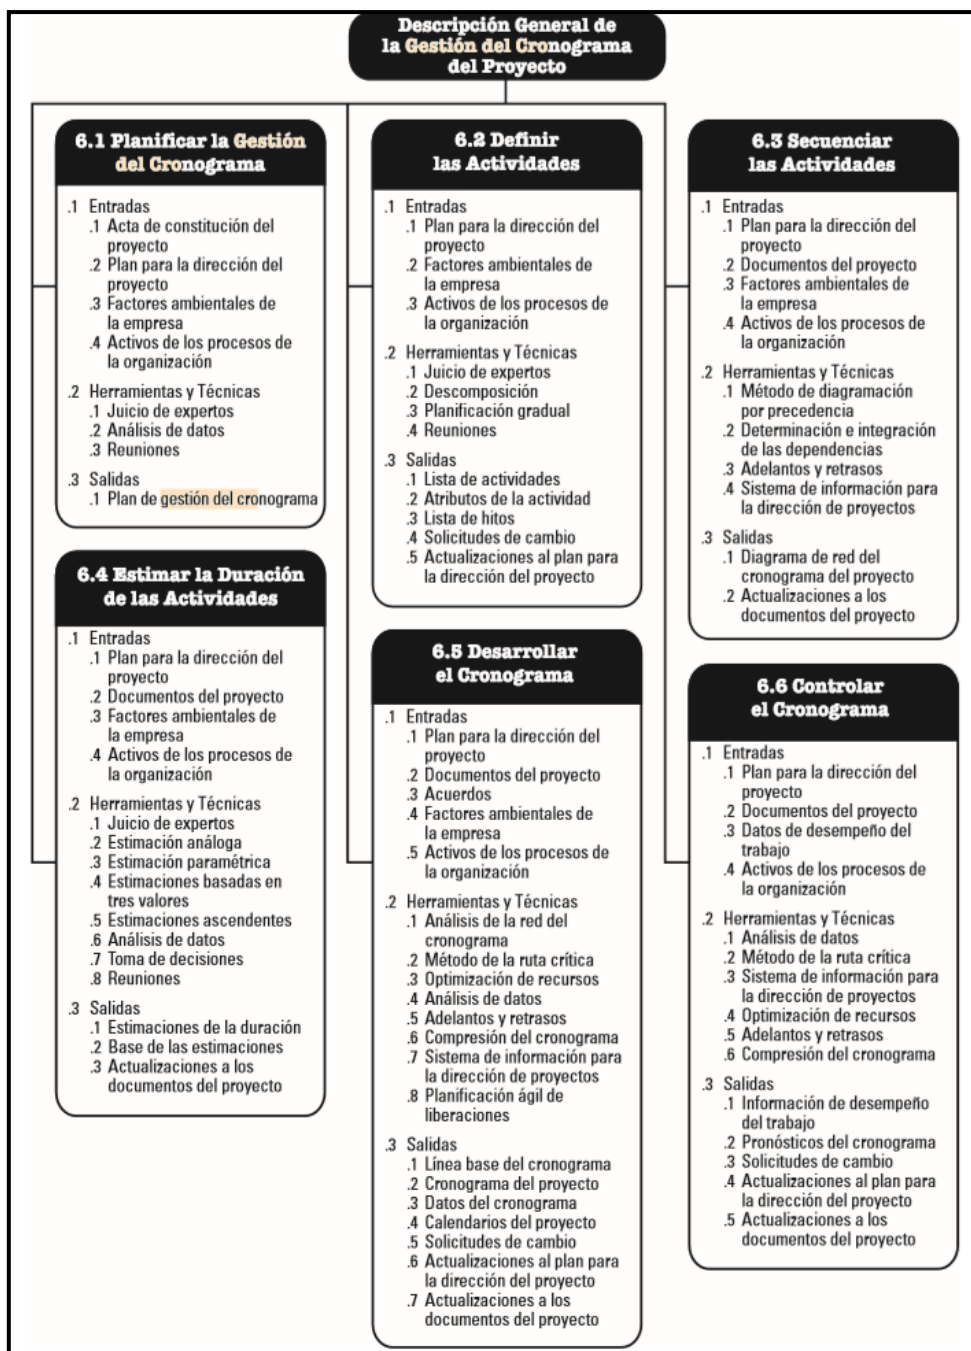 Descripción General de
la Gestión del Cronograma
del Proyecto
6.1 Planificar la Gestión
del Cronograma
.1 Entradas
.1 Acta de constitución del
proyecto
.2 Plan para la dirección del
proyecto
.3 Factores ambientales de
la empresa
.4 Activos de los procesos de
la organización
.2 Herramientas y Técnicas
.1 Juicio de expertos
.2 Análisis de datos
.3 Reuniones
.3 Salidas
.1 Plan de gestión del cronograma
6.2 Definir
las Actividades
.1 Entradas
.1 Plan para la dirección del
proyecto
.2 Factores ambientales de
la empresa
.3 Activos de los procesos de
la organización
.2 Herramientas y Técnicas
.1 Juicio de expertos
.2 Descomposición
.3 Planificación gradual
.4 Reuniones
.3 Salidas
.1 Lista de actividades
.2 Atributos de la actividad
.3 Lista de hitos
.4 Solicitudes de cambio
.5 Actualizaciones al plan para
la dirección del proyecto
6.3 Secuenciar
las Actividades
.1 Entradas
.1 Plan para la dirección del
proyecto
.2 Documentos del proyecto
.3 Factores ambientales de
la empresa
.4 Activos de los procesos de
la organización
.2 Herramientas y Técnicas
.1 Método de diagramación
por precedencia
.2 Determinación e integración
de las dependencias
.3 Adelantos y retrasos
.4 Sistema de información para
la dirección de proyectos
.3 Salidas
.1 Diagrama de red del
cronograma del proyecto
.2 Actualizaciones a los
documentos del proyecto
6.4 Estimar la Duración
de las Actividades
.1 Entradas
.1 Plan para la dirección del
proyecto
.2 Documentos del proyecto
.3 Factores ambientales de
la empresa
.4 Activos de los procesos de
la organización
.2 Herramientas y Técnicas
.1 Juicio de expertos
.2 Estimación análoga
.3 Estimación paramétrica
.4 Estimaciones basadas en
tres valores
.5 Estimaciones ascendentes
.6 Análisis de datos
.7 Toma de decisiones
.8 Reuniones
.3 Salidas
.1 Estimaciones de la duración
.2 Base de las estimaciones
.3 Actualizaciones a los
documentos del proyecto
6.5 Desarrollar
el Cronograma
.1 Entradas
.1 Plan para la dirección del
proyecto
.2 Documentos del proyecto
.3 Acuerdos
.4 Factores ambientales de
la empresa
.5 Activos de los procesos de
la organización
.2 Herramientas y Técnicas
.1 Análisis de la red del
cronograma
.2 Método de la ruta crítica
.3 Optimización de recursos
.4 Análisis de datos
.5 Adelantos y retrasos
.6 Compresión del cronograma
.7 Sistema de información para
la dirección de proyectos
.8 Planificación ágil de
liberaciones
.3 Salidas
.1 Línea base del cronograma
.2 Cronograma del proyecto
.3 Datos del cronograma
.4 Calendarios del proyecto
.5 Solicitudes de cambio
.6 Actualizaciones al plan para
la dirección del proyecto
.7 Actualizaciones a los
documentos del proyecto
6.6 Controlar
el Cronograma
.1 Entradas
.1 Plan para la dirección del
proyecto
.2 Documentos del proyecto
.3 Datos de desempeño del
trabajo
.4 Activos de los procesos de
la organización
.2 Herramientas y Técnicas
.1 Análisis de datos
.2 Método de la ruta crítica
.3 Sistema de información para
la dirección de proyectos
.4 Optimización de recursos
.5 Adelantos y retrasos
.6 Compresión del cronograma
.3 Salidas
.1 Información de desempeño
del trabajo
.2 Pronósticos del cronograma
.3 Solicitudes de cambio
.4 Actualizaciones al plan para
la dirección del proyecto
.5 Actualizaciones a los
documentos del proyecto